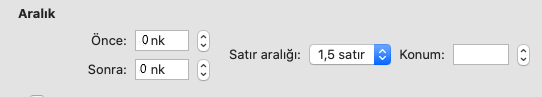 Aralık
Önce: 0 nk
Satır aralığı: 1,5 satır Konum:
Sonra: 0 nk